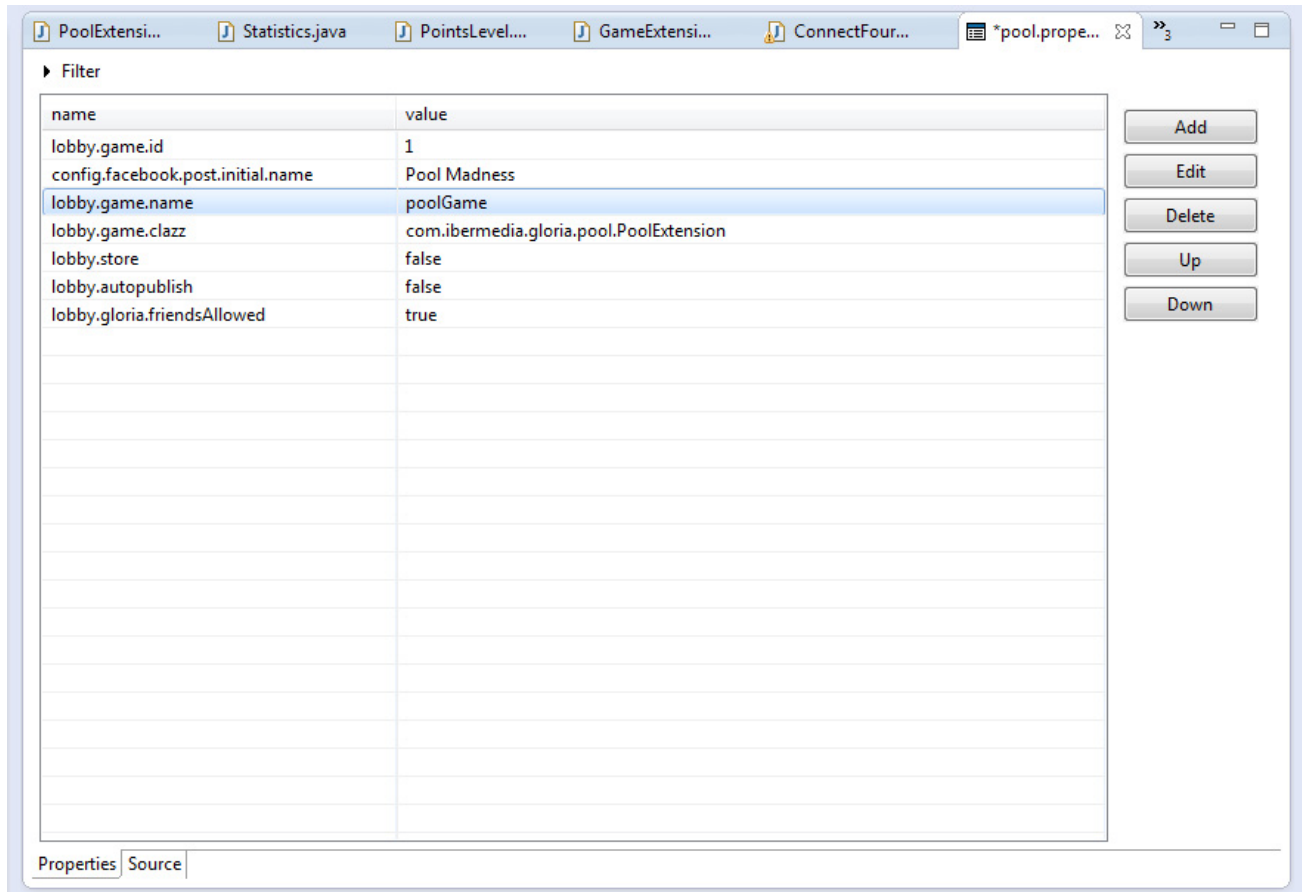 PoolExtensi... Statistics.java PointsLevel.... GameExtensi... ConnectFour... *pool.prope... »3
Filter
name value
lobby.game.id 1
config.facebook.post.initial.name Pool Madness
lobby.game.name poolGame
lobby.game.clazz com.ibermedia.gloria.pool.PoolExtension
lobby.store false
lobby.autopublish false
lobby.gloria.friendsAllowed true
Add
Edit
Delete
Up
Down
Properties Source